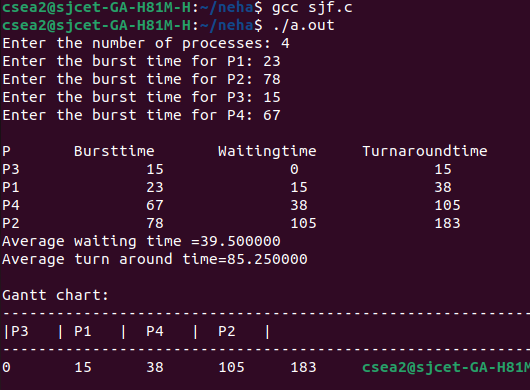 csea2@sjcet-GA-H81M-H:~/neha$ gcc sjf.c
csea2@sjcet-GA-H81M-H:~/neha$ ./a.out
Enter the number of processes: 4
Enter the burst time for P1: 23
Enter the burst time for P2: 78
Enter the burst time for P3: 15
Enter the burst time for P4: 67
P Bursttime Waitingtime Turnaroundtime
P3 15 0 15
P1 23 15 38
P4 67 38 105
P2 78 105 183
Average waiting time =39.500000
Average turn around time=85.250000
Gantt chart:
-----------------------------------------------------------
|P3 | P1 | P4 | P2 |
-----------------------------------------------------------
0 15 38 105 183 csea2@sjcet-GA-H81M